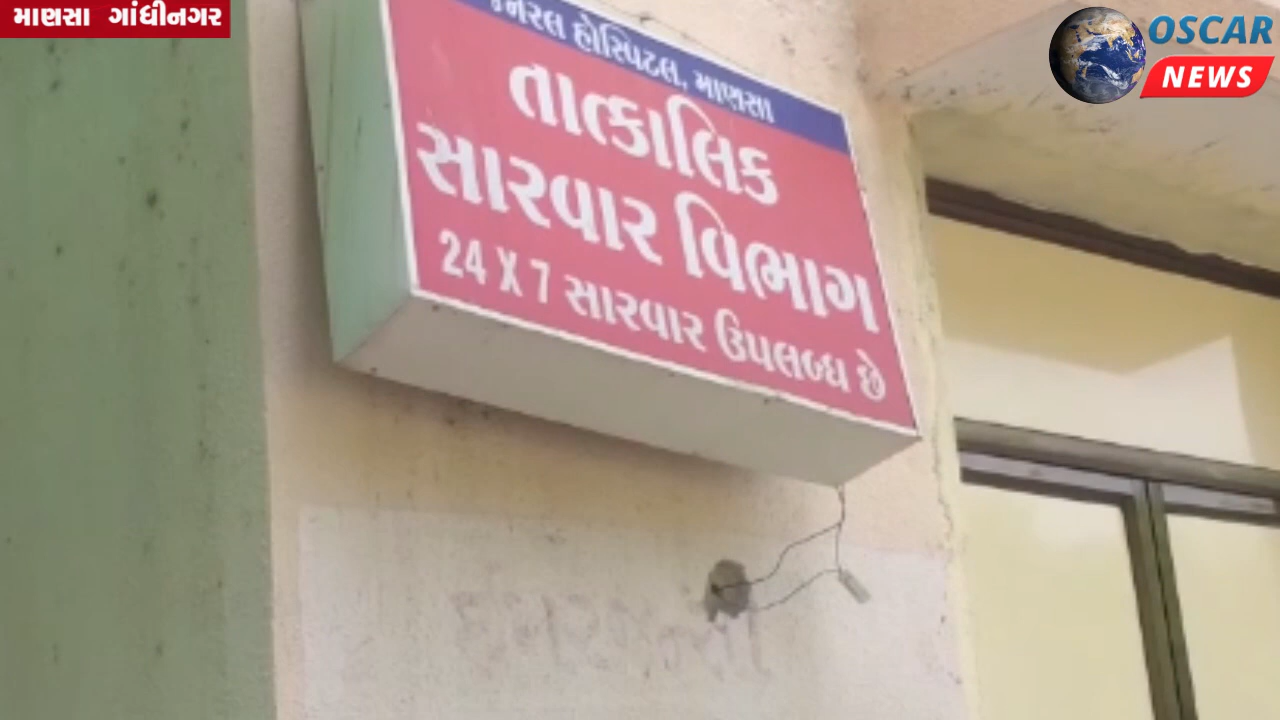 માણસા ગાંધીનગર
OSCAR
NEWS
હોસ્પિટલ, માણસા
તાત્કાલિક
સારવાર વિભાગ
24 X 7 સારવાર ઉપલબ્ધ છે